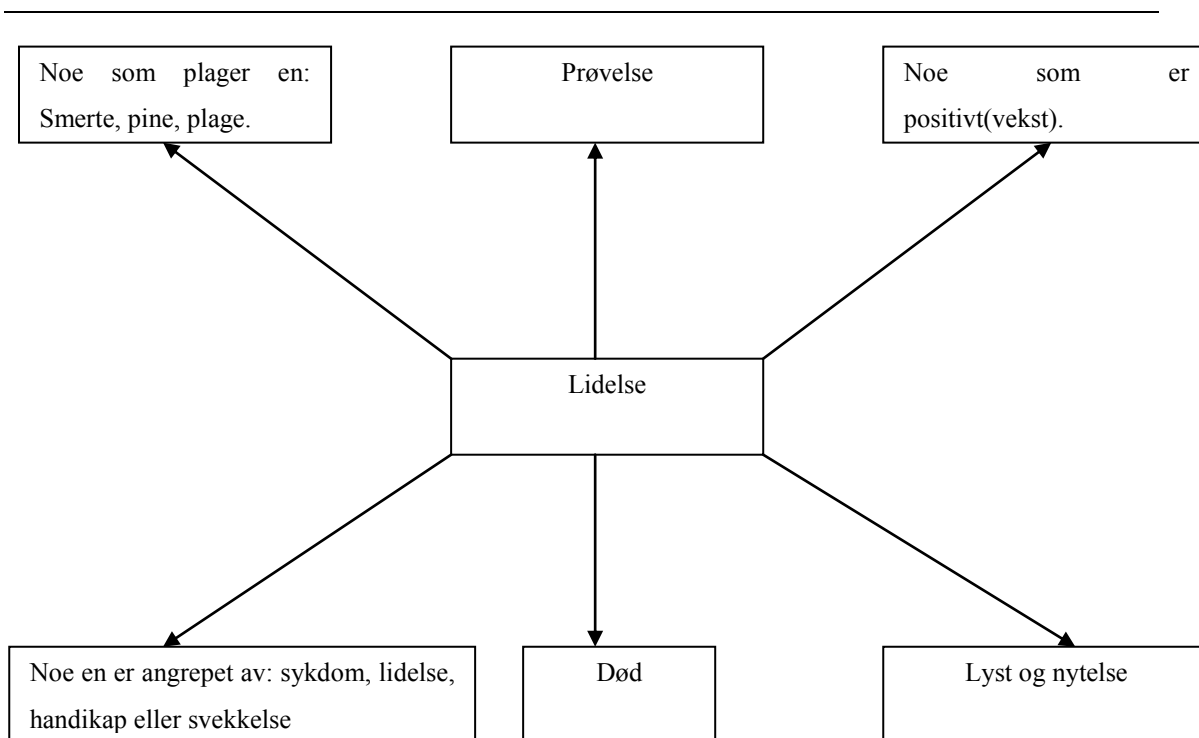 Noe som plager en:
Smerte, pine, plage.
Prøvelse
Noe som er
positivt(vekst).
Lidelse
Noe en er angrepet av: sykdom, lidelse,
handikap eller svekkelse
Død
Lyst og nytelse